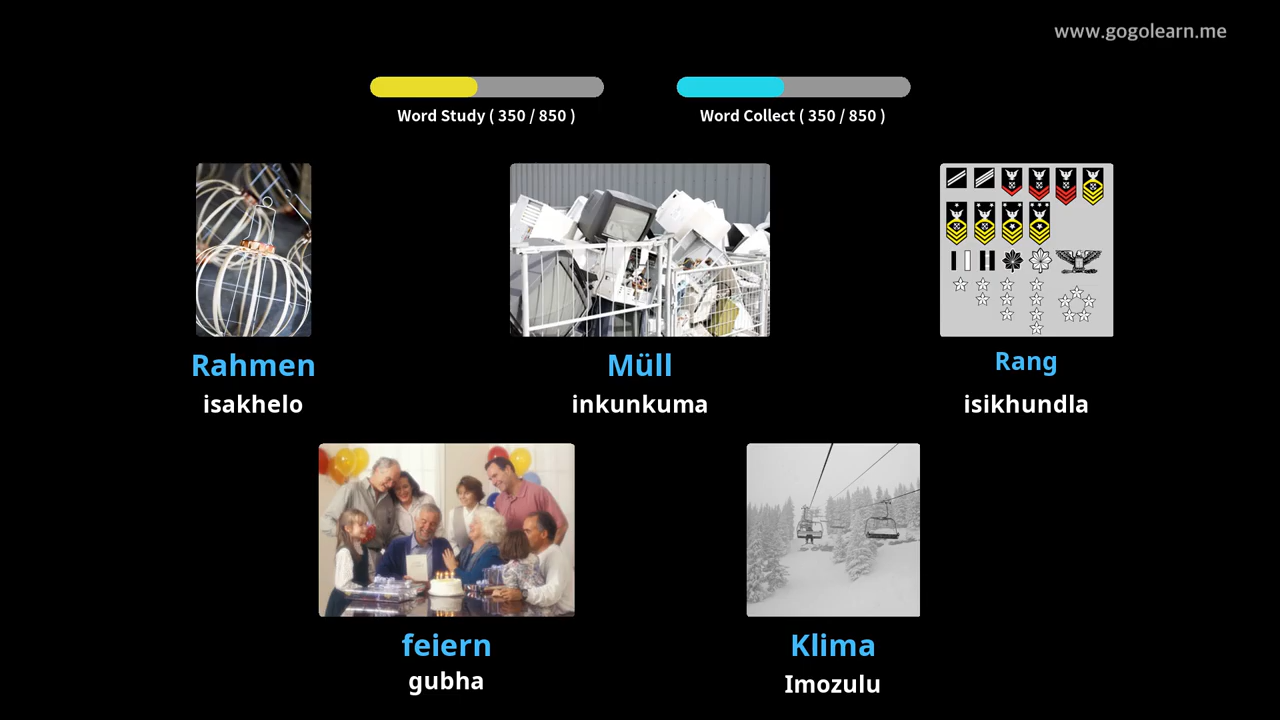 www.gogolearn.me
Word Study ( 350 / 850 )
Word Collect ( 350 / 850 )
Rahmen
isakhelo
Müll
inkunkuma
Rang
isikhundla
feiern
gubha
Klima
Imozulu